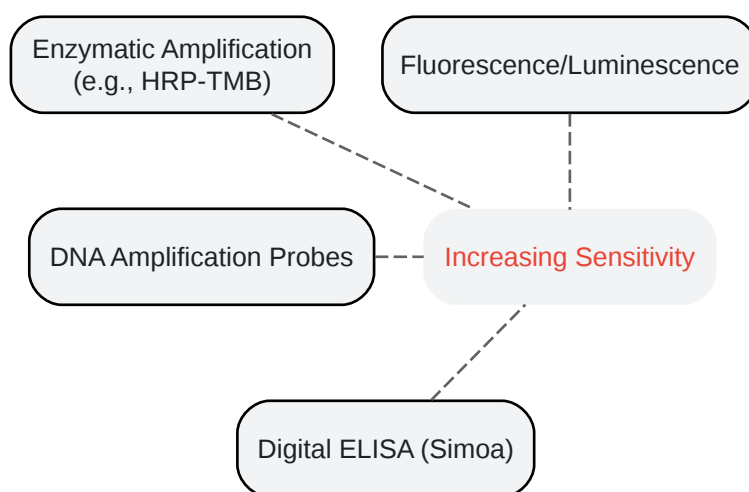 Enzymatic Amplification
(e.g., HRP-TMB)
Fluorescence/Luminescence
DNA Amplification Probes
Increasing Sensitivity
Digital ELISA (Simoa)